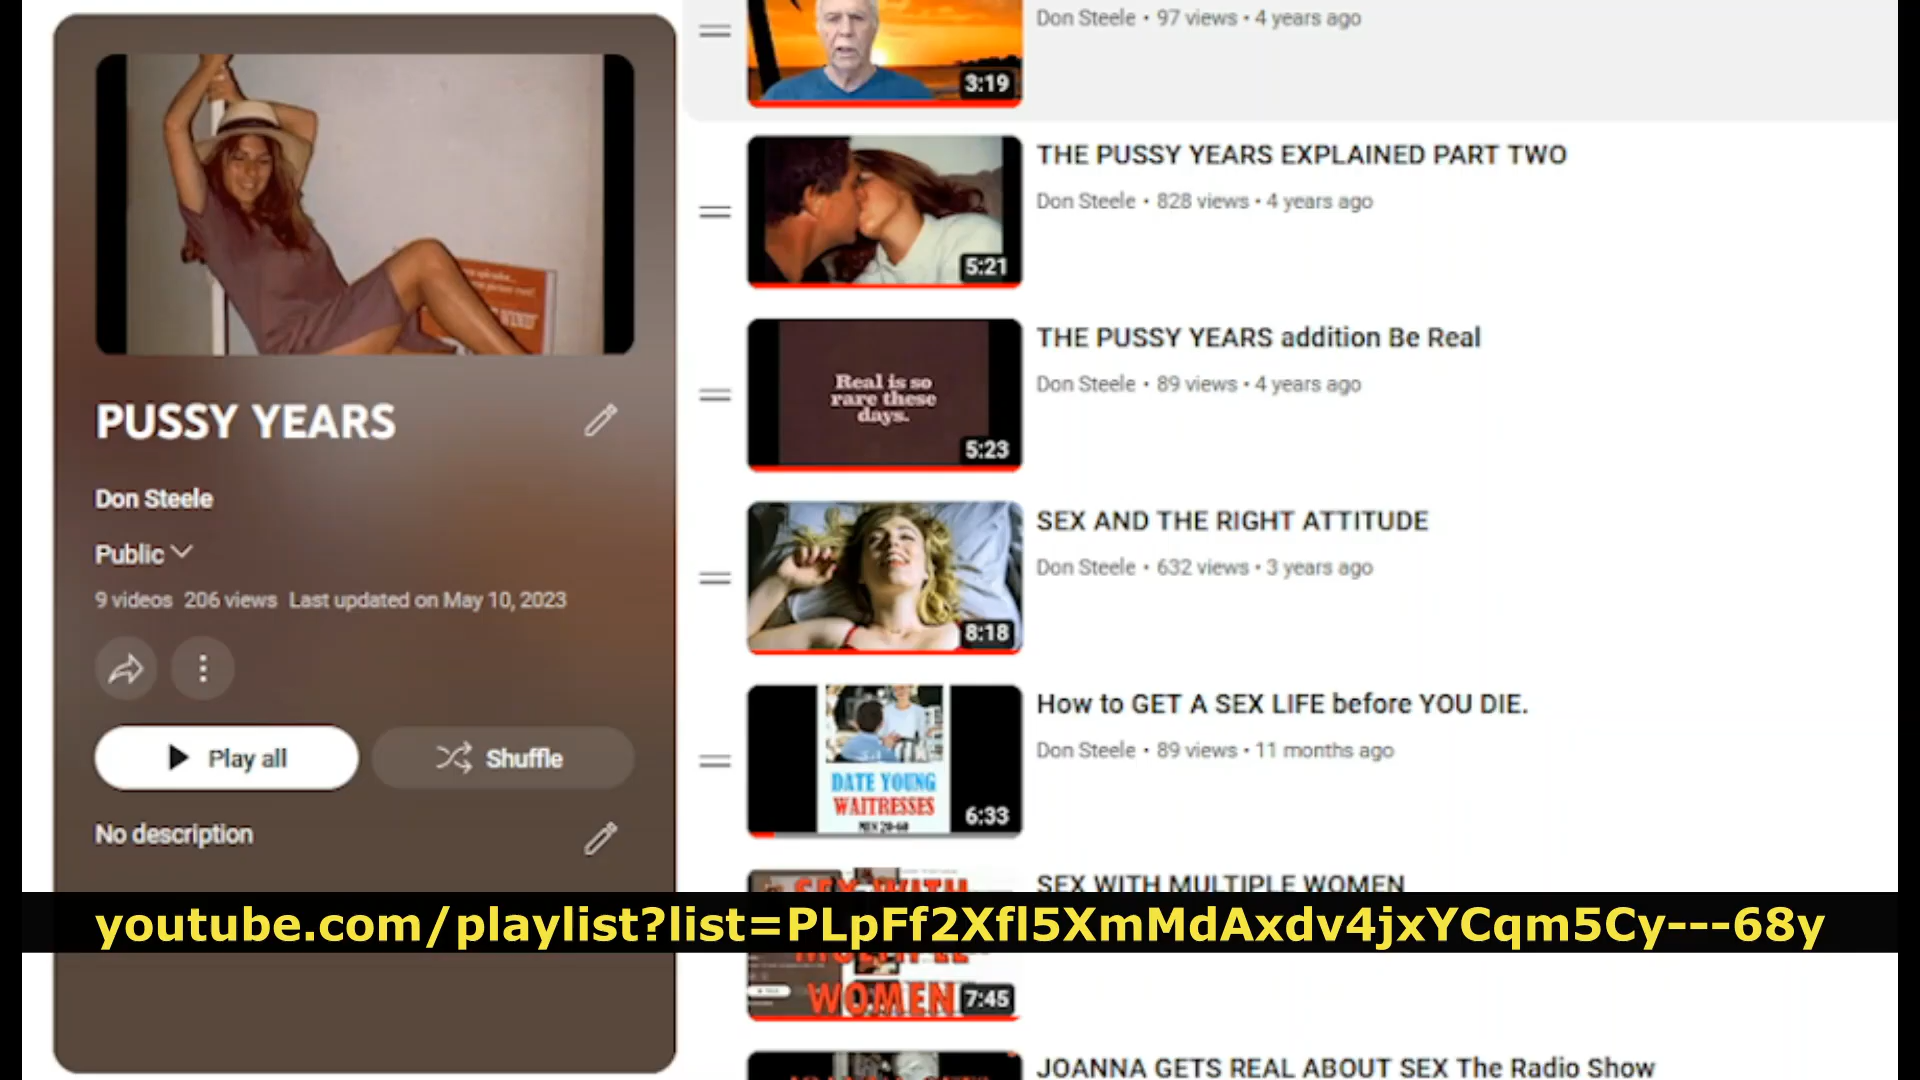 Don Steele • 97 views • 4 years ago
3:19
THE PUSSY YEARS EXPLAINED PART TWO
Don Steele • 828 views • 4 years ago
5:21
THE PUSSY YEARS addition Be Real
Don Steele • 89 views • 4 years ago
Real is so
rare these
days.
5:23
SEX AND THE RIGHT ATTITUDE
Don Steele • 632 views • 3 years ago
8:18
How to GET A SEX LIFE before YOU DIE.
Don Steele • 89 views • 11 months ago
DATE YOUNG
WAITRESSES
MEN 20-60
6:33
SEX WITH MULTIPLE WOMEN
SEX WITH
MULTIPLE
WOMEN
7:45
JOANNA GETS REAL ABOUT SEX The Radio Show
PUSSY YEARS
Don Steele
Public
9 videos 206 views Last updated on May 10, 2023
Play all
Shuffle
No description
youtube.com/playlist?list=PLpFf2Xfl5XmMdAxdv4jxYCqm5Cy---68y